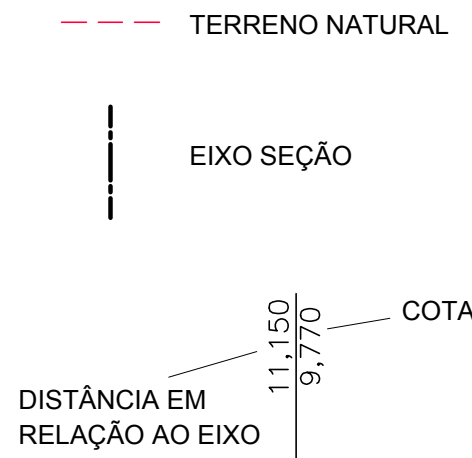 TERRENO NATURAL
EIXO SEÇÃO
11,150
9,770
COTA
DISTÂNCIA EM
RELAÇÃO AO EIXO